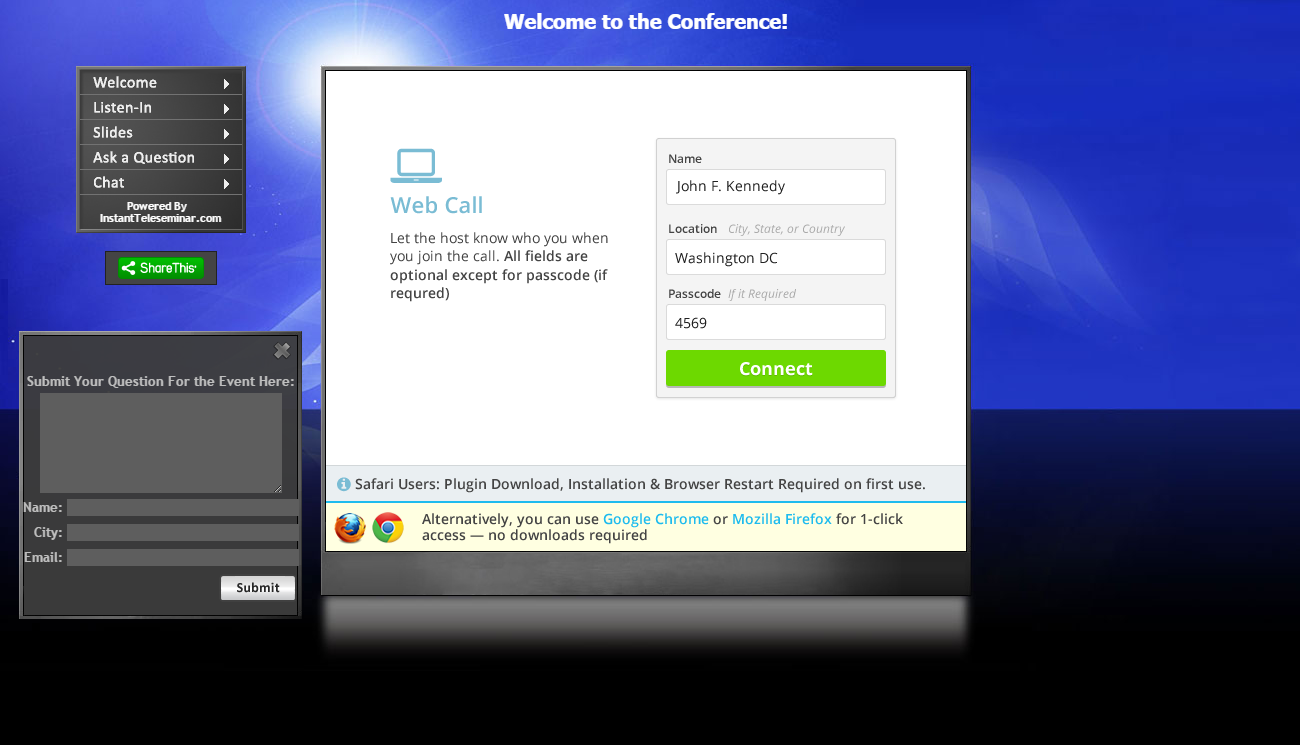 Welcome to the Conference!
Welcome
Listen-In
Slides
Ask a Question
Chat
Powered By
InstantTeleseminar.com
ShareThis
Submit Your Question For the Event Here:
Name:
City:
Email:
Submit
Web Call
Let the host know who you when
you join the call. All fields are
optional except for passcode (if
requred)
Name
John F. Kennedy
Location City, State, or Country
Washington DC
Passcode If it Required
4569
Connect
Safari Users: Plugin Download, Installation & Browser Restart Required on first use.
Alternatively, you can use Google Chrome or Mozilla Firefox for 1-click
access — no downloads required